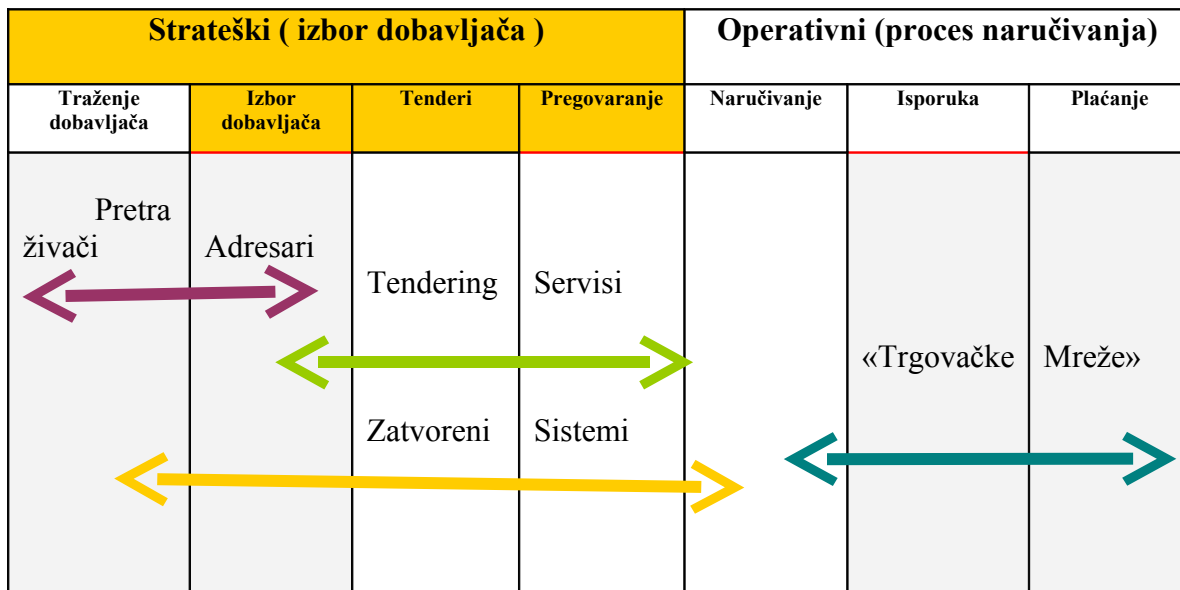 Strateški ( izbor dobavljača )
Operativni (proces naručivanja)
Traženje
dobavljača
Izbor
dobavljača
Tenderi
Pregovaranje
Naručivanje
Isporuka
Plaćanje
Pretra
živači
Adresari
Tendering
Servisi
«Trgovačke
Mreže»
Zatvoreni
Sistemi